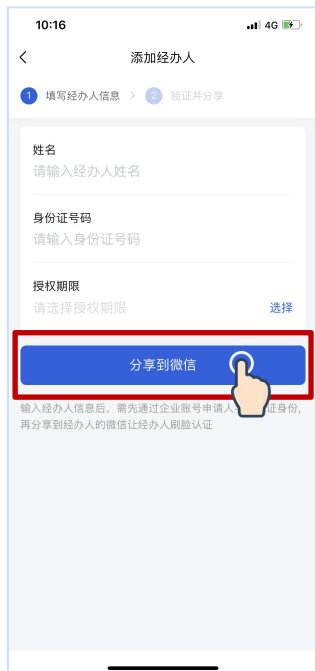 10:16
4G
添加经办人
1 填写经办人信息 > 2 验证并分享
姓名
请输入经办人姓名
身份证号码
请输入身份证号码
授权期限
请选择授权期限 选择
分享到微信
输入经办人信息后，需先通过企业账号申请人 证身份，
再分享到经办人的微信让经办人刷脸认证